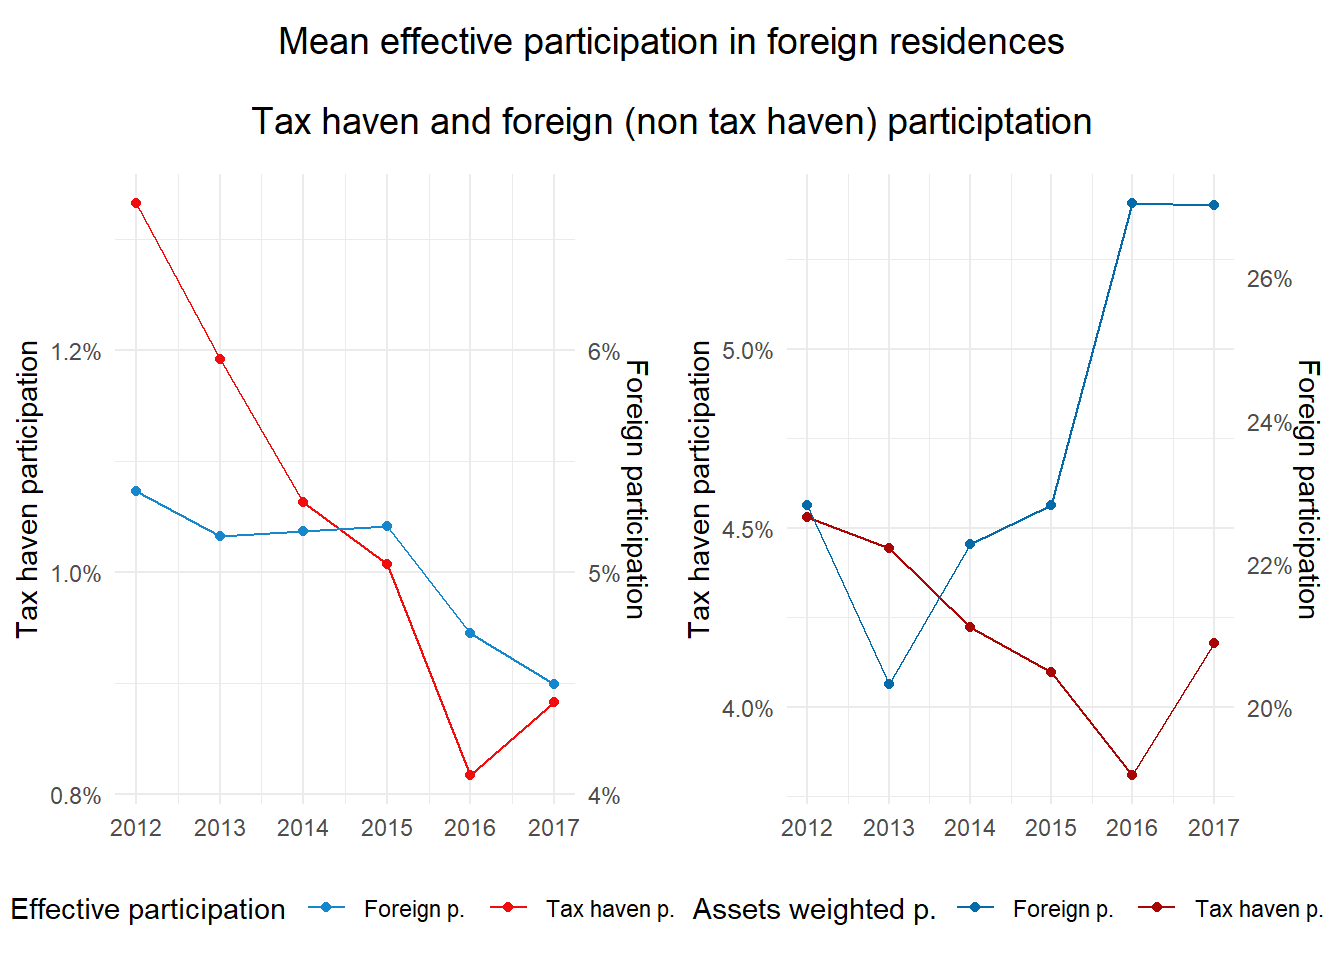 Mean effective participation in foreign residences
Tax haven and foreign (non tax haven) participtation
Tax haven participation
1.2%
1.0%
0.8%
6%
5%
4%
Foreign participation
2012 2013 2014 2015 2016 2017
Tax haven participation
5.0%
4.5%
4.0%
26%
24%
22%
20%
Foreign participation
2012 2013 2014 2015 2016 2017
Effective participation Foreign p. Tax haven p.
Assets weighted p. Foreign p. Tax haven p.